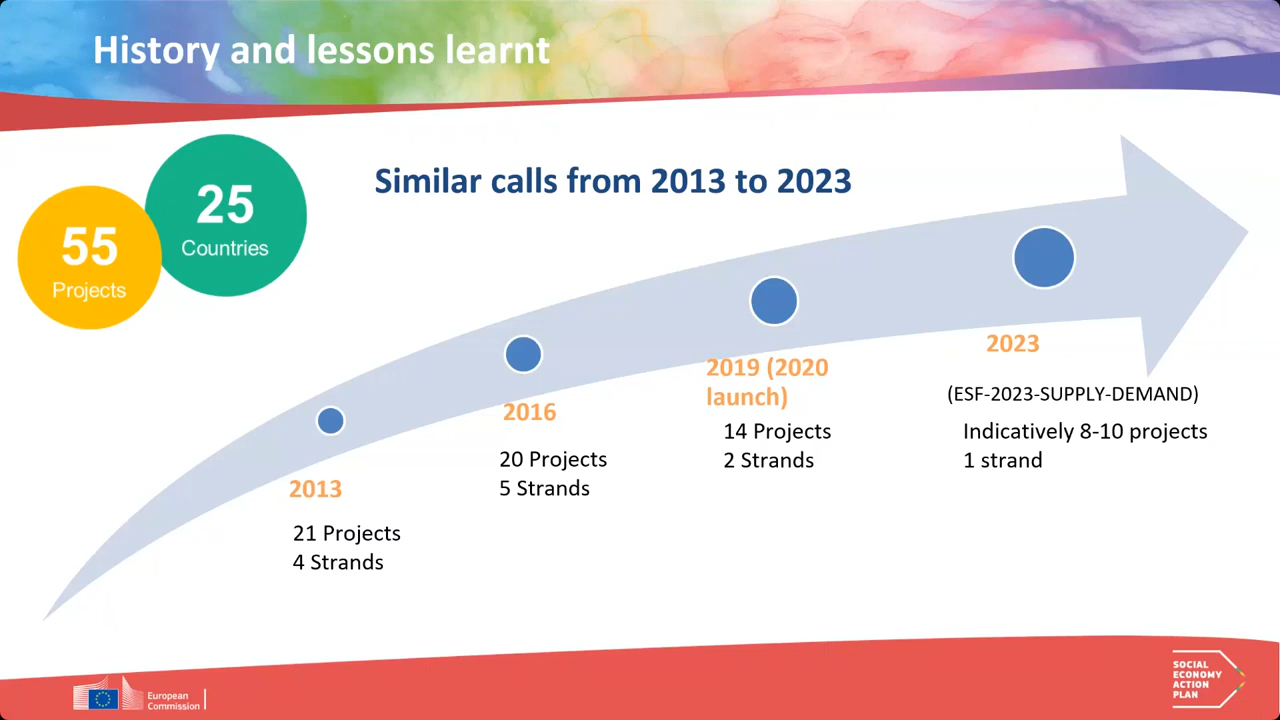 History and lessons learnt
55
Projects
25
Countries
Similar calls from 2013 to 2023
2013
21 Projects
4 Strands
2016
20 Projects
5 Strands
2019 (2020
launch)
14 Projects
2 Strands
2023
(ESF-2023-SUPPLY-DEMAND)
Indicatively 8-10 projects
1 strand
European
Commission
SOCIAL
ECONOMY
ACTION
PLAN